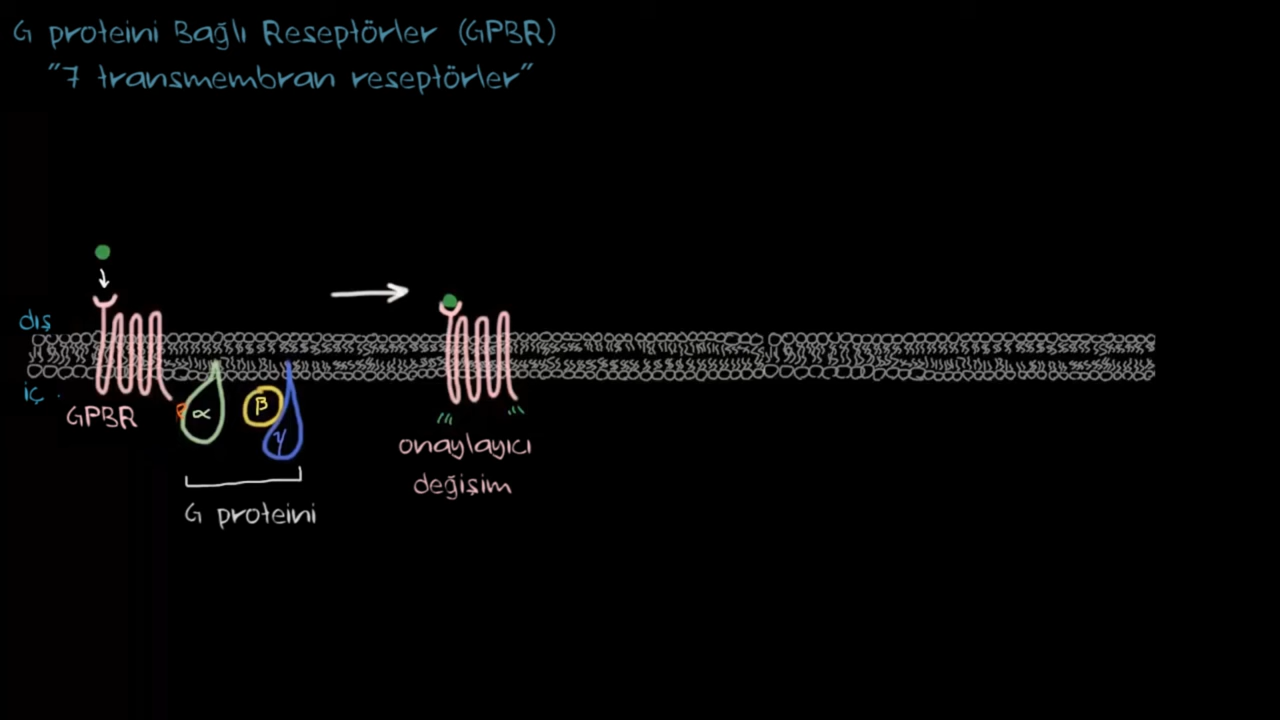 G proteini Bağlı Reseptörler (GPBR)
"7 transmembran reseptörler"
dış
iç
GPBR
α
β
γ
G proteini
onaylayıcı
değişim